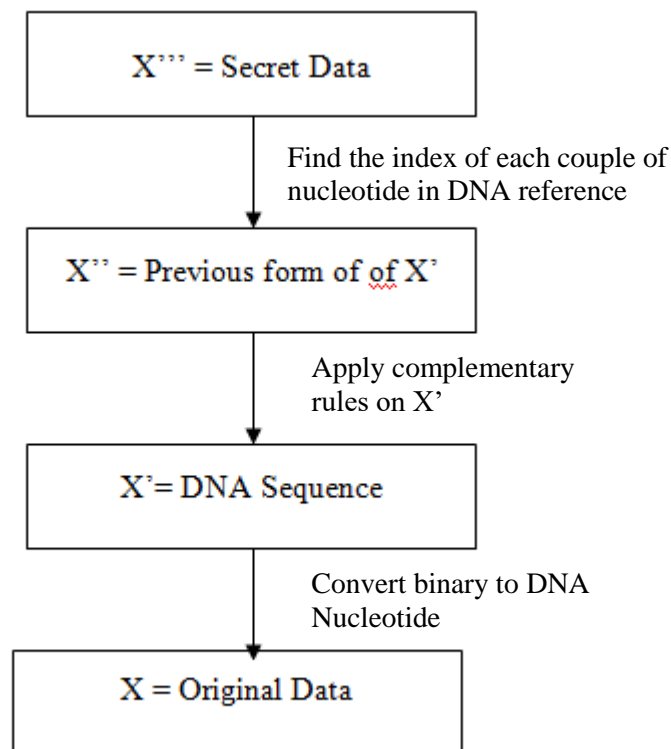 X’’’ = Secret Data
Find the index of each couple of
nucleotide in DNA reference
X’’ = Previous form of of X’
Apply complementary
rules on X’
X’= DNA Sequence
Convert binary to DNA
Nucleotide
X = Original Data